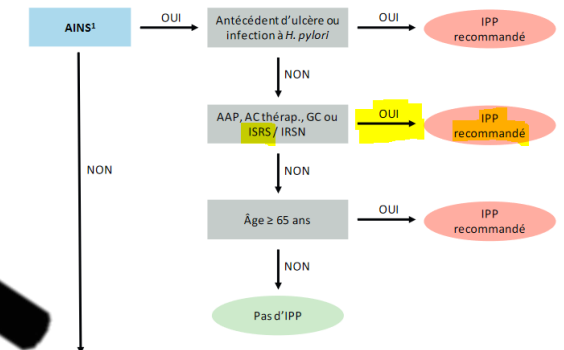 AINS¹
OUI
Antécédent d'ulcère ou
infection à H. pylori
OUI
IPP
recommandé
NON
AAP, AC thérap., GC ou
ISRS / IRSN
OUI
IPP
recommandé
NON
NON
Âge ≥ 65 ans
OUI
IPP
recommandé
NON
Pas d'IPP